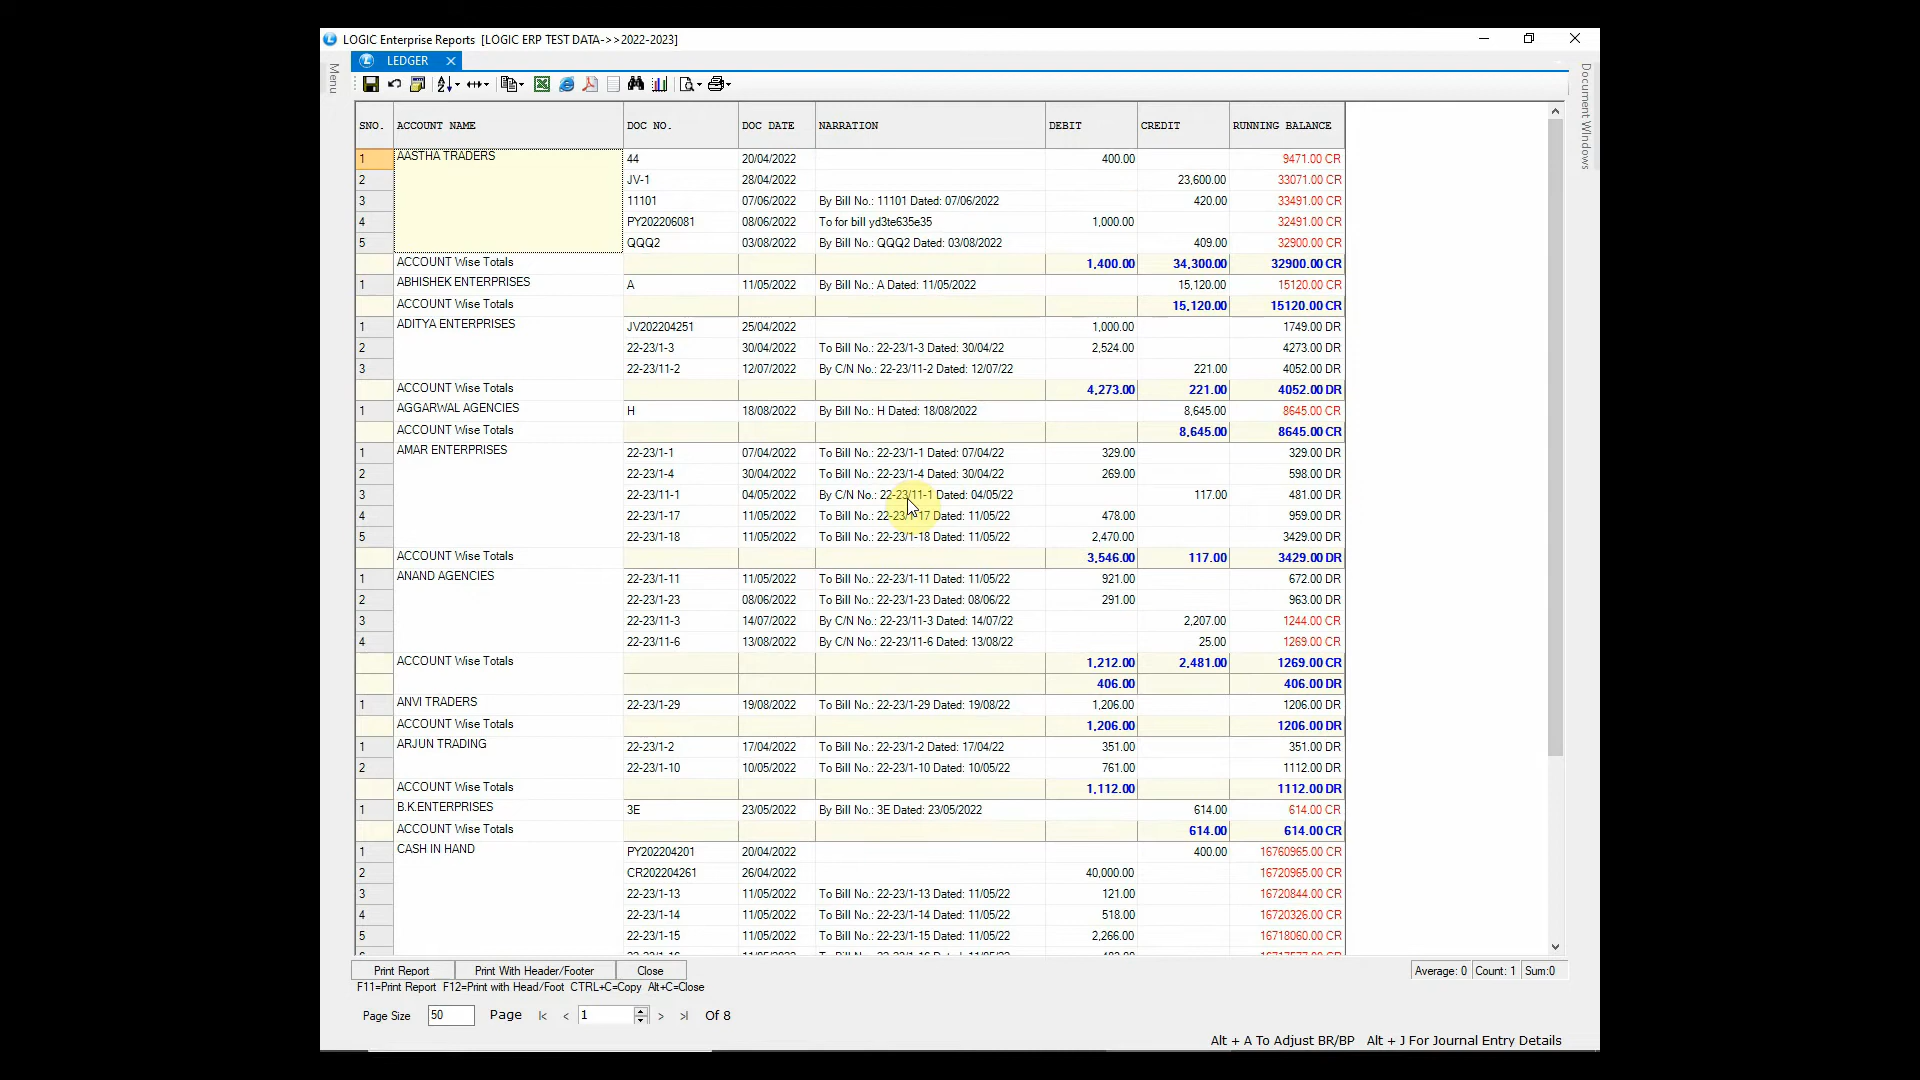 LOGIC Enterprise Reports [LOGIC ERP TEST DATA->>2022-2023]
Menu
LEDGER
Document Windows
SNO. ACCOUNT NAME DOC NO. DOC DATE NARRATION DEBIT CREDIT RUNNING BALANCE
1 AASTHA TRADERS 44 20/04/2022 400.00 9471.00 CR
2 JV-1 28/04/2022 23,600.00 33071.00 CR
3 11101 07/06/2022 By Bill No.: 11101 Dated: 07/06/2022 420.00 33491.00 CR
4 PY202206081 08/06/2022 To for bill yd3te635e35 1,000.00 32491.00 CR
5 QQQ2 03/08/2022 By Bill No.: QQQ2 Dated: 03/08/2022 409.00 32900.00 CR
ACCOUNT Wise Totals 1,400.00 34,300.00 32900.00 CR
1 ABHISHEK ENTERPRISES A 11/05/2022 By Bill No.: A Dated: 11/05/2022 15,120.00 15120.00 CR
ACCOUNT Wise Totals 15,120.00 15120.00 CR
1 ADITYA ENTERPRISES JV202204251 25/04/2022 1,000.00 1749.00 DR
2 22-23/1-3 30/04/2022 To Bill No.: 22-23/1-3 Dated: 30/04/22 2,524.00 4273.00 DR
3 22-23/11-2 12/07/2022 By C/N No.: 22-23/11-2 Dated: 12/07/22 221.00 4052.00 DR
ACCOUNT Wise Totals 4,273.00 221.00 4052.00 DR
1 AGGARWAL AGENCIES H 18/08/2022 By Bill No.: H Dated: 18/08/2022 8,645.00 8645.00 CR
ACCOUNT Wise Totals 8,645.00 8645.00 CR
1 AMAR ENTERPRISES 22-23/1-1 07/04/2022 To Bill No.: 22-23/1-1 Dated: 07/04/22 329.00 329.00 DR
2 22-23/1-4 30/04/2022 To Bill No.: 22-23/1-4 Dated: 30/04/22 269.00 598.00 DR
3 22-23/11-1 04/05/2022 By C/N No.: 22-23/11-1 Dated: 04/05/22 117.00 481.00 DR
4 22-23/1-17 11/05/2022 To Bill No.: 22-23/1-17 Dated: 11/05/22 478.00 959.00 DR
5 22-23/1-18 11/05/2022 To Bill No.: 22-23/1-18 Dated: 11/05/22 2,470.00 3429.00 DR
ACCOUNT Wise Totals 3,546.00 117.00 3429.00 DR
1 ANAND AGENCIES 22-23/1-11 11/05/2022 To Bill No.: 22-23/1-11 Dated: 11/05/22 921.00 672.00 DR
2 22-23/1-23 08/06/2022 To Bill No.: 22-23/1-23 Dated: 08/06/22 291.00 963.00 DR
3 22-23/11-3 14/07/2022 By C/N No.: 22-23/11-3 Dated: 14/07/22 2,207.00 1244.00 CR
4 22-23/11-6 13/08/2022 By C/N No.: 22-23/11-6 Dated: 13/08/22 25.00 1269.00 CR
ACCOUNT Wise Totals 1,212.00 2,481.00 1269.00 CR
406.00 406.00 DR
1 ANVI TRADERS 22-23/1-29 19/08/2022 To Bill No.: 22-23/1-29 Dated: 19/08/22 1,206.00 1206.00 DR
ACCOUNT Wise Totals 1,206.00 1206.00 DR
1 ARJUN TRADING 22-23/1-2 17/04/2022 To Bill No.: 22-23/1-2 Dated: 17/04/22 351.00 351.00 DR
2 22-23/1-10 10/05/2022 To Bill No.: 22-23/1-10 Dated: 10/05/22 761.00 1112.00 DR
ACCOUNT Wise Totals 1,112.00 1112.00 DR
1 B.K.ENTERPRISES 3E 23/05/2022 By Bill No.: 3E Dated: 23/05/2022 614.00 614.00 CR
ACCOUNT Wise Totals 614.00 614.00 CR
1 CASH IN HAND PY202204201 20/04/2022 400.00 16760965.00 CR
2 CR202204261 26/04/2022 40,000.00 16720965.00 CR
3 22-23/1-13 11/05/2022 To Bill No.: 22-23/1-13 Dated: 11/05/22 121.00 16720844.00 CR
4 22-23/1-14 11/05/2022 To Bill No.: 22-23/1-14 Dated: 11/05/22 518.00 16720326.00 CR
5 22-23/1-15 11/05/2022 To Bill No.: 22-23/1-15 Dated: 11/05/22 2,266.00 16718060.00 CR
Print Report Print With Header/Footer Close Average: 0 Count: 1 Sum:0
F11=Print Report F12=Print with Head/Foot CTRL+C=Copy Alt+C=Close
Page Size 50 Page 1 Of 8
Alt + A To Adjust BR/BP Alt + J For Journal Entry Details